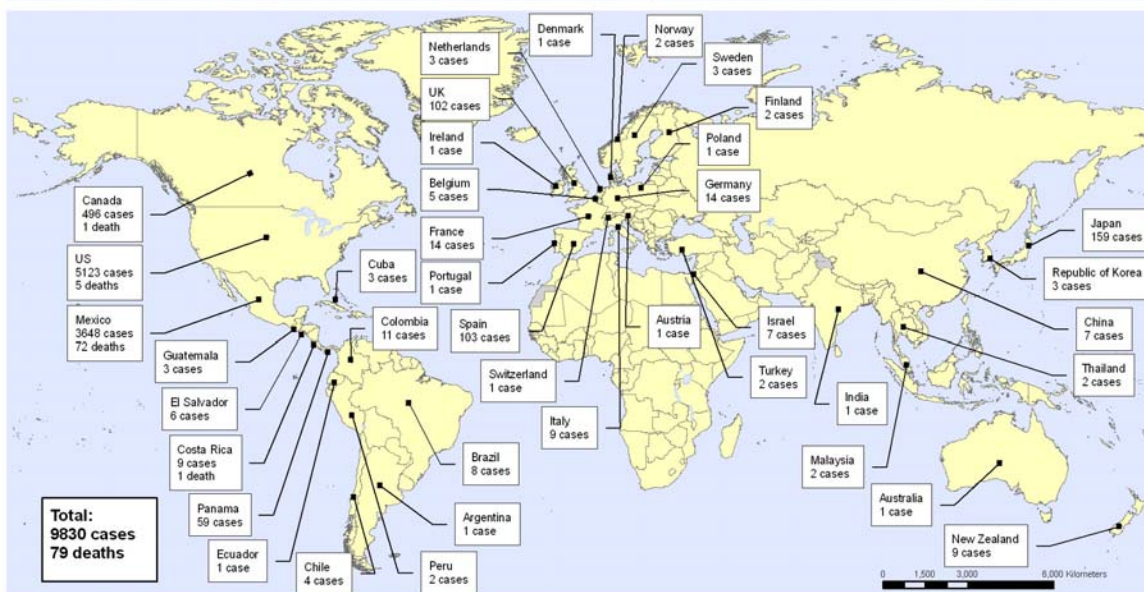 Denmark
1 case
Norway
2 cases
Netherlands
3 cases
Sweden
3 cases
UK
102 cases
Finland
2 cases
Ireland
1 case
Poland
1 case
Belgium
5 cases
Germany
14 cases
Canada
496 cases
1 death
France
14 cases
Japan
159 cases
US
5123 cases
5 deaths
Cuba
3 cases
Portugal
1 case
Republic of Korea
3 cases
Mexico
3648 cases
72 deaths
Colombia
11 cases
Spain
103 cases
Austria
1 case
Israel
7 cases
China
7 cases
Guatemala
3 cases
Switzerland
1 case
Turkey
2 cases
Thailand
2 cases
El Salvador
6 cases
India
1 case
Italy
9 cases
Costa Rica
9 cases
1 death
Brazil
8 cases
Malaysia
2 cases
Panama
59 cases
Argentina
1 case
Australia
1 case
Total:
9830 cases
79 deaths
Ecuador
1 case
Chile
4 cases
Peru
2 cases
New Zealand
9 cases
0 1,500 3,000 6,000 Kilometers